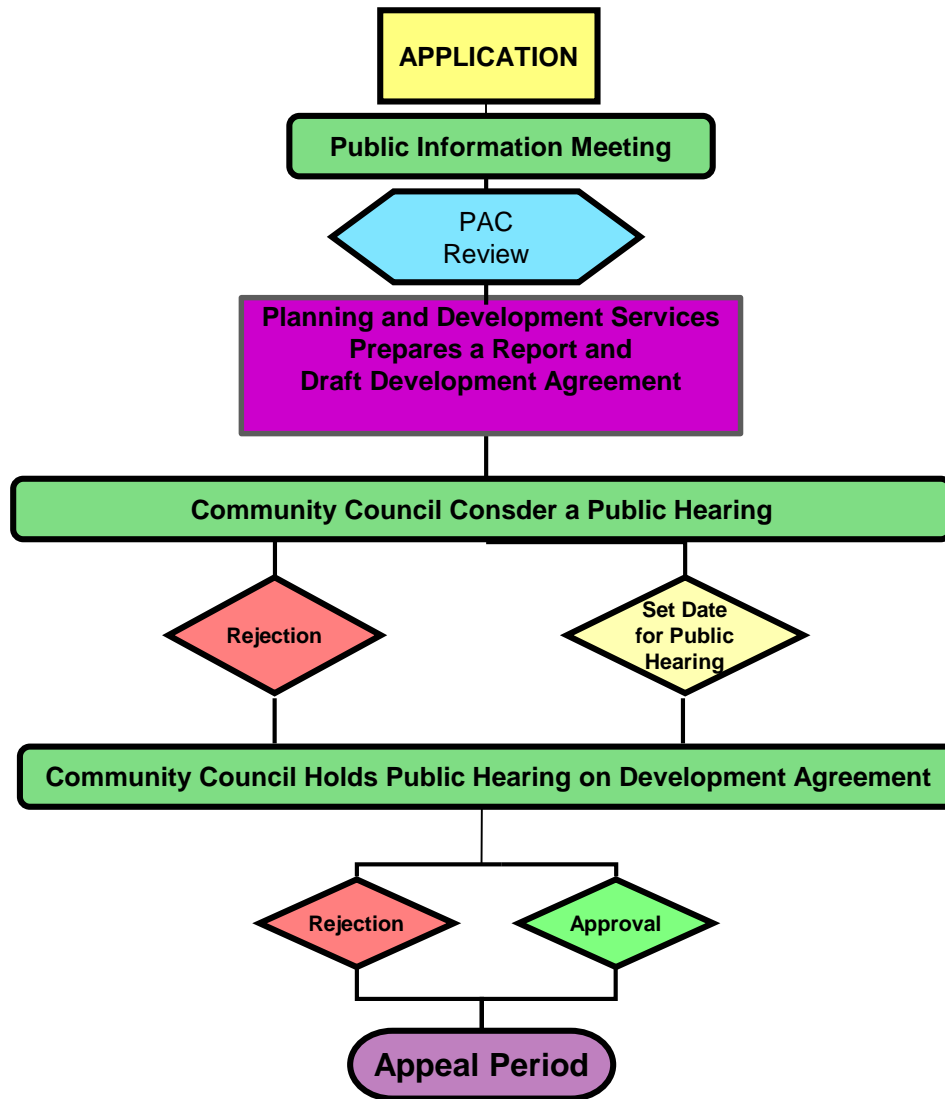 APPLICATION
Public Information Meeting
PAC
Review
Planning and Development Services
Prepares a Report and
Draft Development Agreement
Community Council Consder a Public Hearing
Rejection
Set Date
for Public
Hearing
Community Council Holds Public Hearing on Development Agreement
Rejection
Approval
Appeal Period